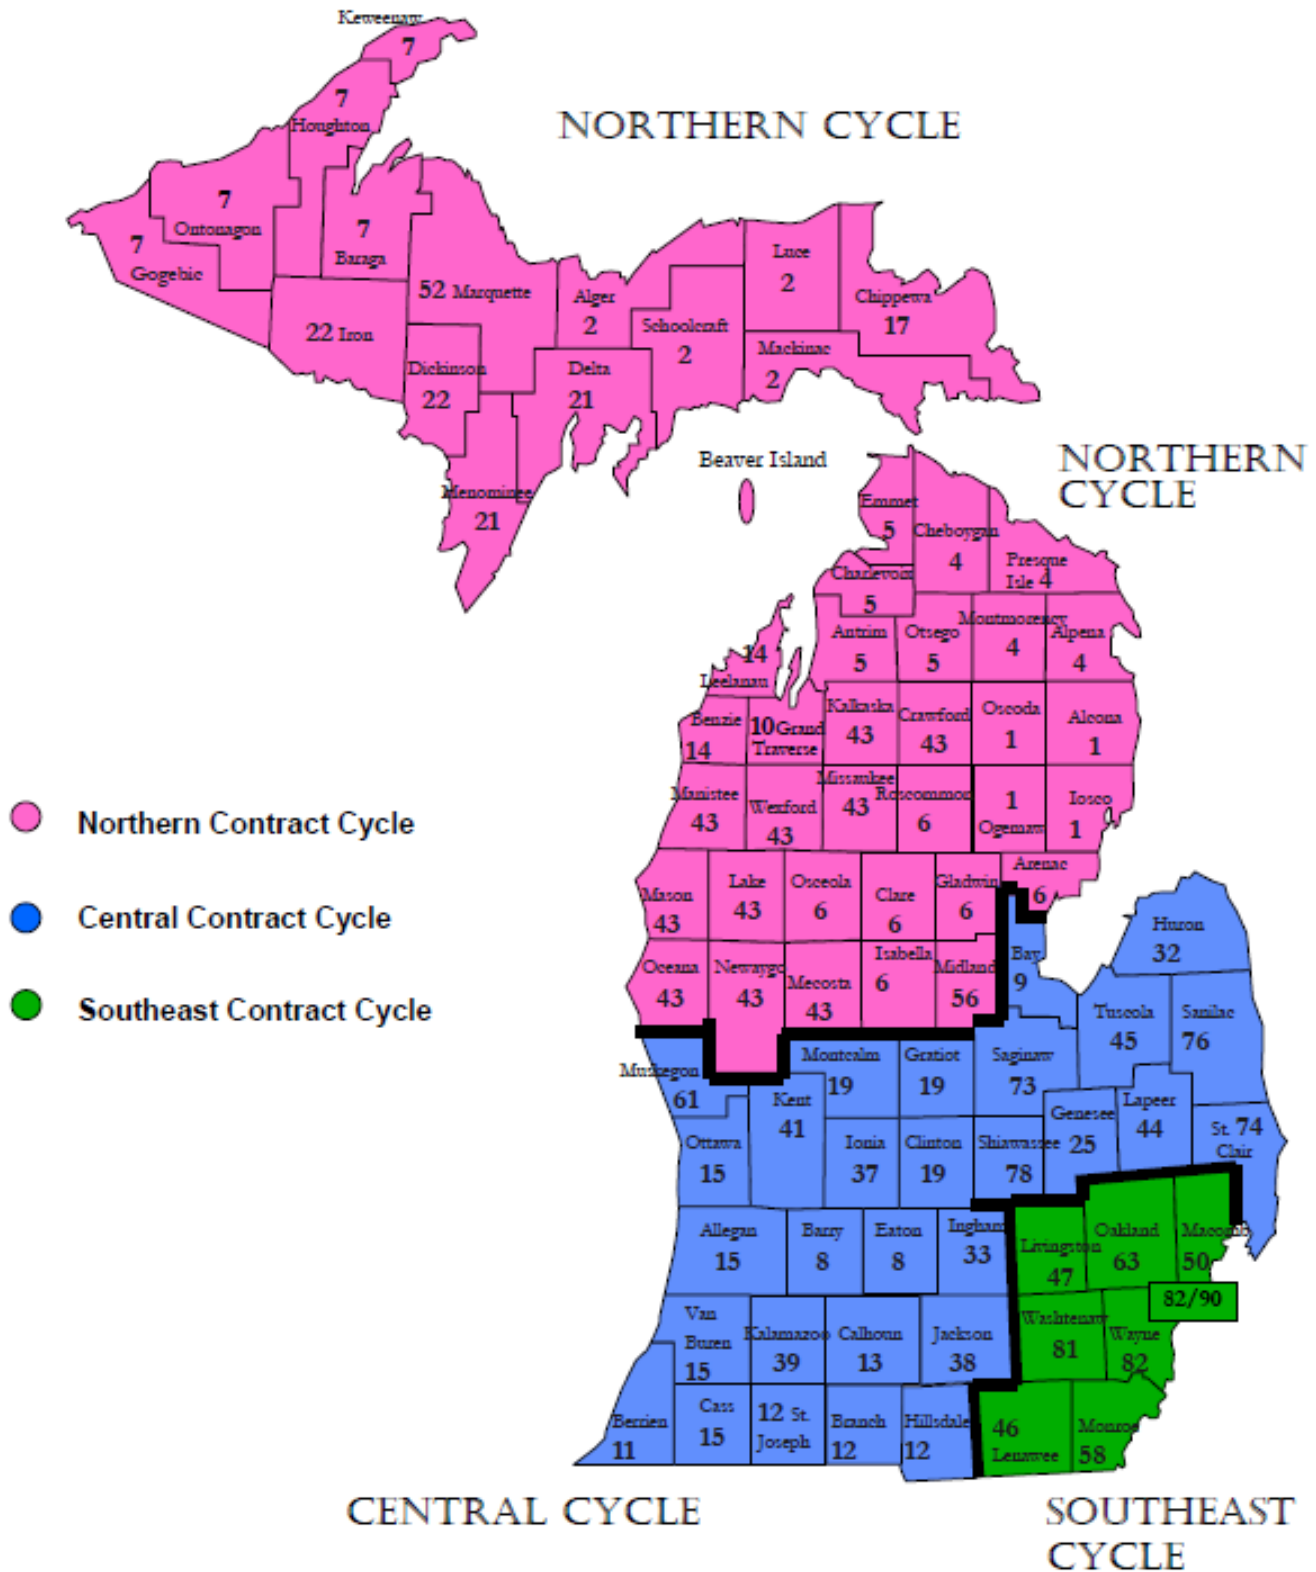 Keweenaw
7
NORTHERN CYCLE
7
Houghton
7
Ontonagon
7
Baraga
7
Gogebic
52 Marquette
Alger
2
Luce
2
Chippewa
17
22 Iron
Schoolcraft
2
Mackinac
2
Dickinson
22
Delta
21
Menominee
21
Beaver Island
NORTHERN
CYCLE
Emmet
5
Cheboygan
4
Presque
Isle 4
Charlevoix
5
Antrim
5
Otsego
5
Montmorency
4
Alpena
4
14
Leelanau
Benzie
14
10 Grand
Traverse
Kalkaska
43
Crawford
43
Oscoda
1
Alcona
1
Manistee
43
Wexford
43
Missaukee
43
Roscommon
6
1
Ogemaw
Iosco
1
Northern Contract Cycle
Central Contract Cycle
Southeast Contract Cycle
Mason
43
Lake
43
Osceola
6
Clare
6
Gladwin
6
Arenac
6
Oceana
43
Newaygo
43
Mecosta
43
Isabella
6
Midland
56
Bay
9
Huron
32
Tuscola
45
Sanilac
76
Muskegon
61
Kent
41
Montcalm
19
Gratiot
19
Saginaw
73
Genesee
25
Lapeer
44
St. 74
Clair
Ottawa
15
Ionia
37
Clinton
19
Shiawassee
78
Allegan
15
Barry
8
Eaton
8
Ingham
33
Livingston
47
Oakland
63
Macomb
50
82/90
Van
Buren
15
Kalamazoo
39
Calhoun
13
Jackson
38
Washtenaw
81
Wayne
82
Berrien
11
Cass
15
12 St.
Joseph
Branch
12
Hillsdale
12
46
Lenawee
Monroe
58
CENTRAL CYCLE
SOUTHEAST
CYCLE